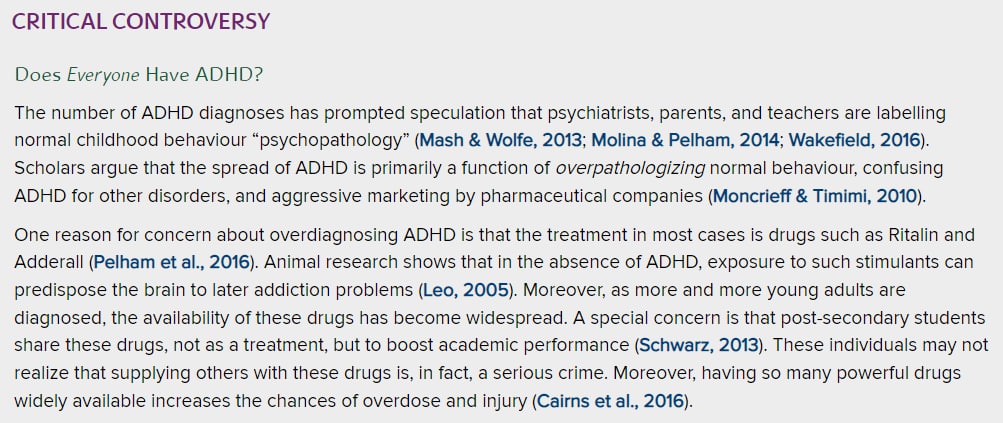 CRITICAL CONTROVERSY
Does Everyone Have ADHD?
The number of ADHD diagnoses has prompted speculation that psychiatrists, parents, and teachers are labelling
normal childhood behaviour “psychopathology” (Mash & Wolfe, 2013; Molina & Pelham, 2014; Wakefield, 2016).
Scholars argue that the spread of ADHD is primarily a function of overpathologizing normal behaviour, confusing
ADHD for other disorders, and aggressive marketing by pharmaceutical companies (Moncrieff & Timimi, 2010).
One reason for concern about overdiagnosing ADHD is that the treatment in most cases is drugs such as Ritalin and
Adderall (Pelham et al., 2016). Animal research shows that in the absence of ADHD, exposure to such stimulants can
predispose the brain to later addiction problems (Leo, 2005). Moreover, as more and more young adults are
diagnosed, the availability of these drugs has become widespread. A special concern is that post-secondary students
share these drugs, not as a treatment, but to boost academic performance (Schwarz, 2013). These individuals may not
realize that supplying others with these drugs is, in fact, a serious crime. Moreover, having so many powerful drugs
widely available increases the chances of overdose and injury (Cairns et al., 2016).